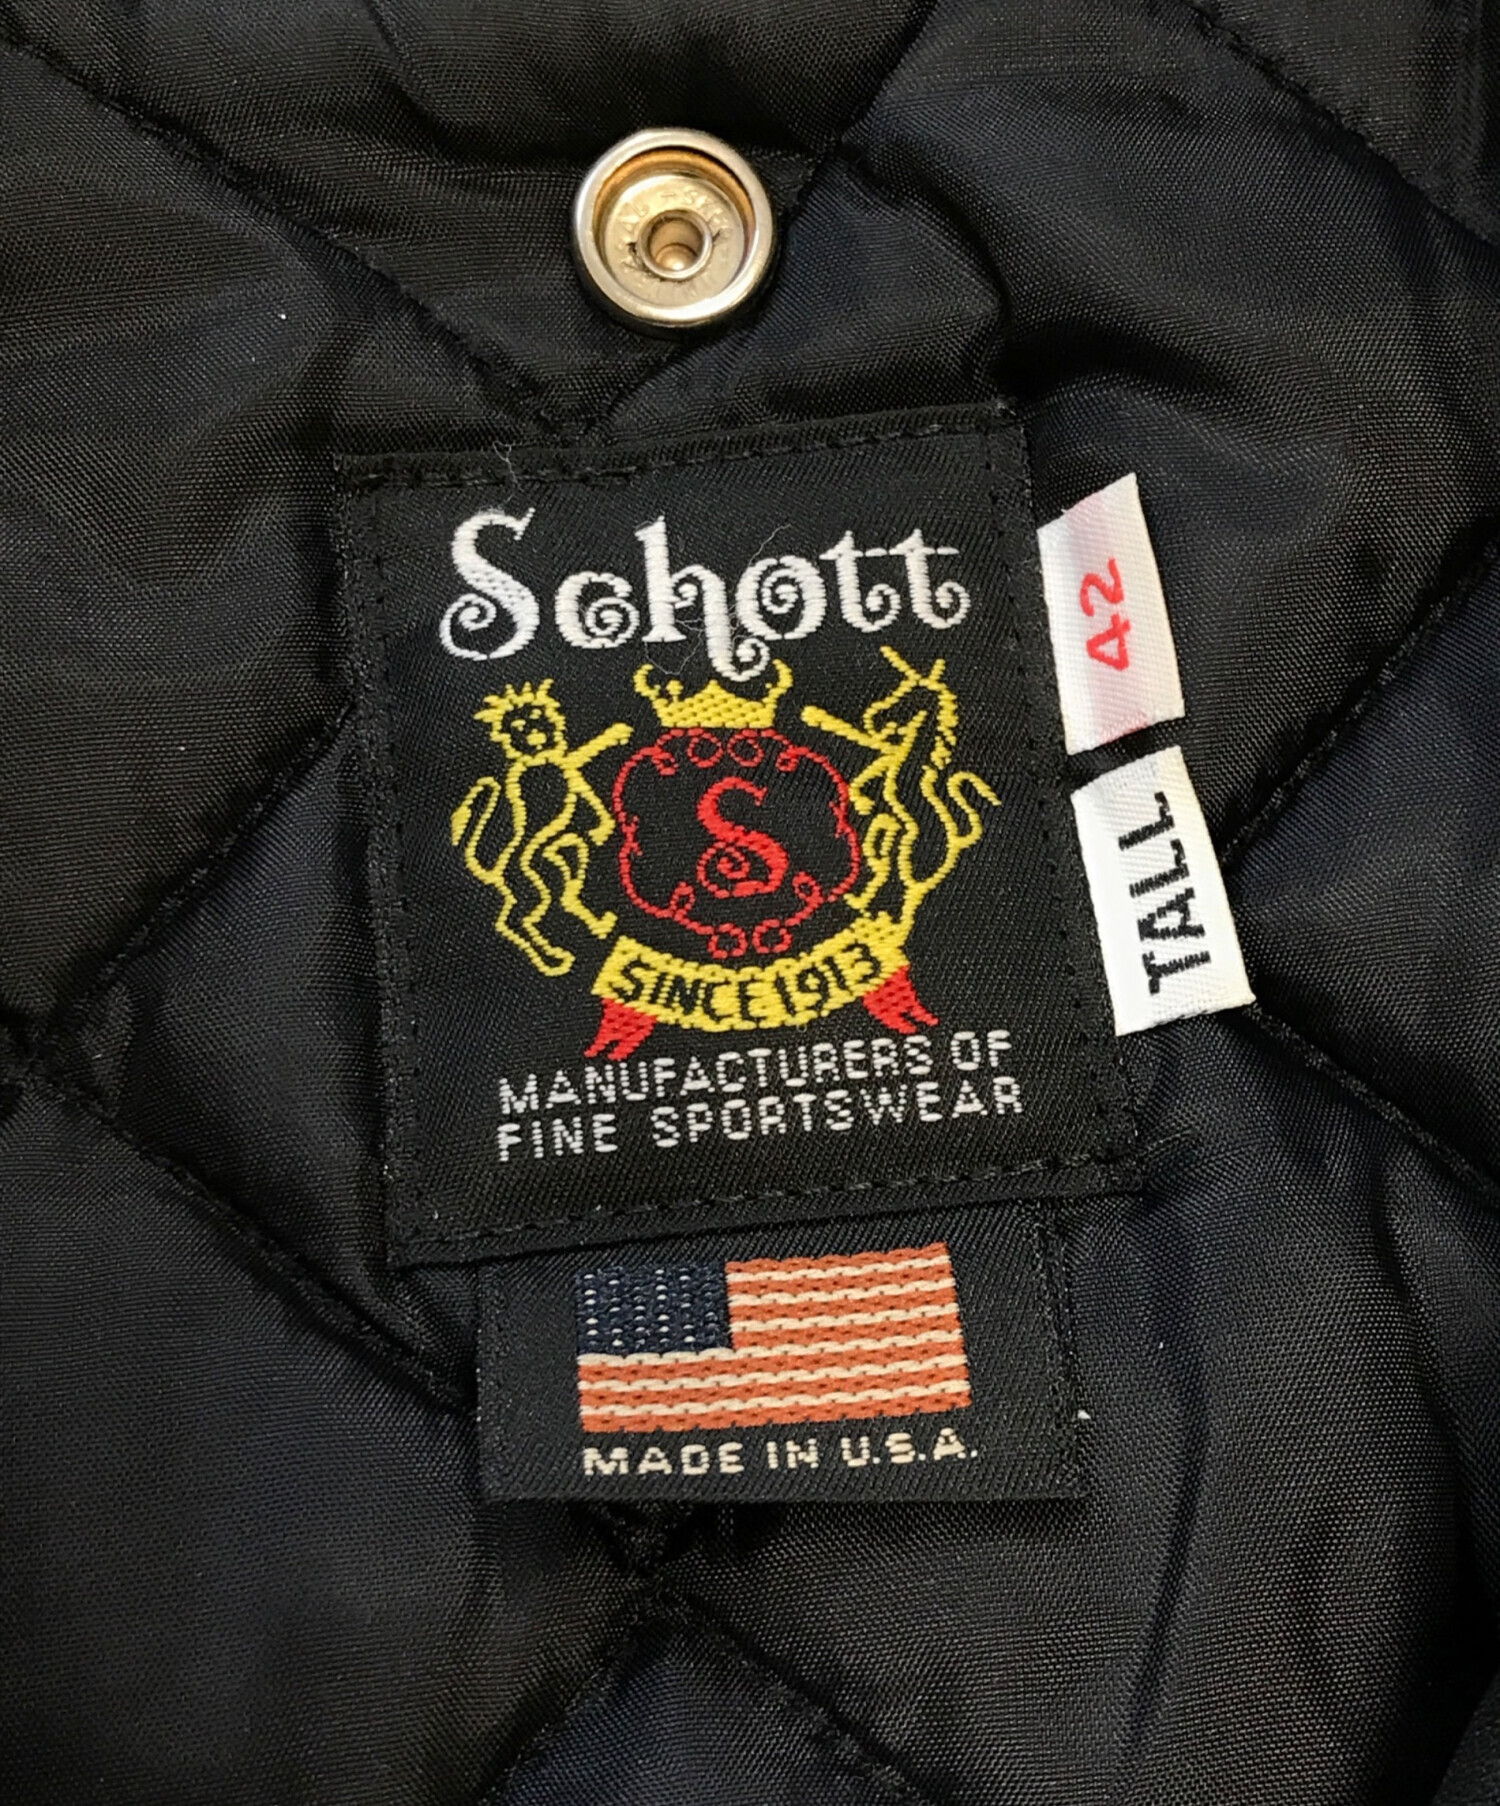 Schott
S
SINCE 1913
MANUFACTURERS OF
FINE SPORTSWEAR
42
TALL
MADE IN U.S.A.